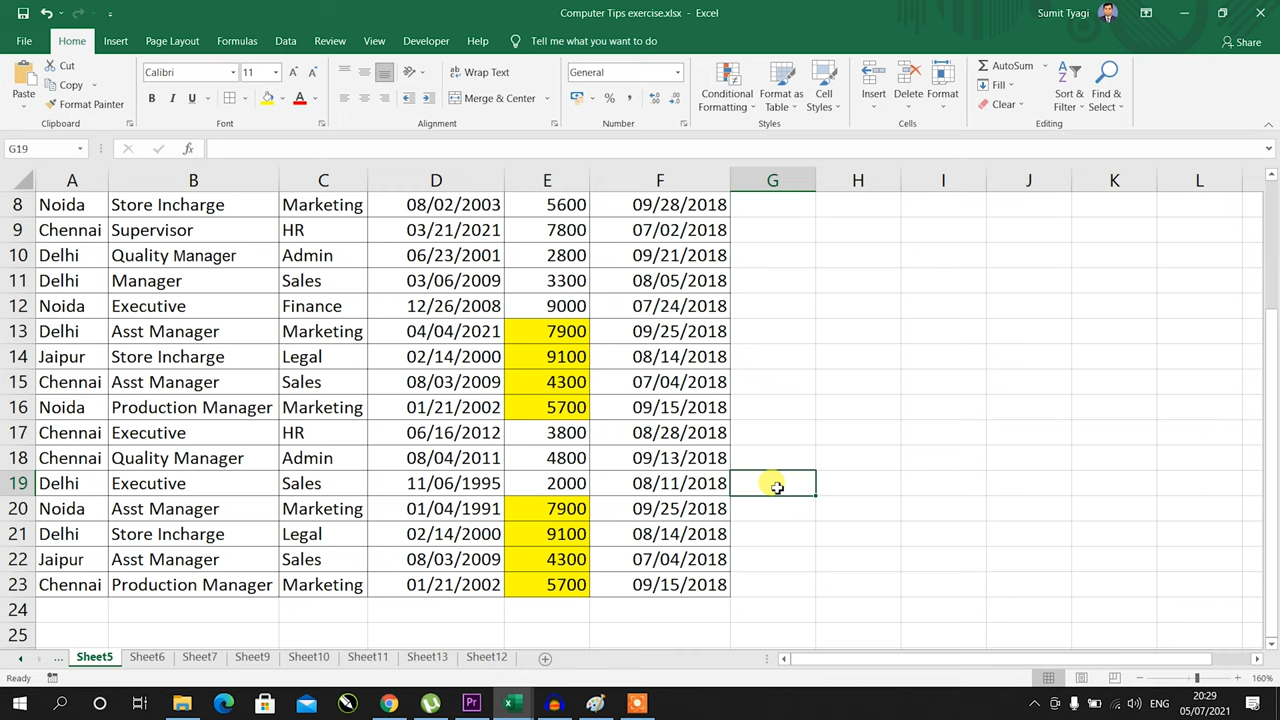 Computer Tips exercise.xlsx - Excel
Sumit Tyagi
File Home Insert Page Layout Formulas Data Review View Developer Help Tell me what you want to do Share
Paste Cut Copy Format Painter Clipboard
Calibri 11 B I U A Font
Wrap Text Merge & Center Alignment
General % , Number
Conditional Formatting Format as Table Cell Styles Styles
Insert Delete Format Cells
AutoSum Fill Clear Sort & Filter Find & Select Editing
G19 fx
A B C D E F G H I J K L
8 Noida Store Incharge Marketing 08/02/2003 5600 09/28/2018
9 Chennai Supervisor HR 03/21/2021 7800 07/02/2018
10 Delhi Quality Manager Admin 06/23/2001 2800 09/21/2018
11 Delhi Manager Sales 03/06/2009 3300 08/05/2018
12 Noida Executive Finance 12/26/2008 9000 07/24/2018
13 Delhi Asst Manager Marketing 04/04/2021 7900 09/25/2018
14 Jaipur Store Incharge Legal 02/14/2000 9100 08/14/2018
15 Chennai Asst Manager Sales 08/03/2009 4300 07/04/2018
16 Noida Production Manager Marketing 01/21/2002 5700 09/15/2018
17 Chennai Executive HR 06/16/2012 3800 08/28/2018
18 Chennai Quality Manager Admin 08/04/2011 4800 09/13/2018
19 Delhi Executive Sales 11/06/1995 2000 08/11/2018
20 Noida Asst Manager Marketing 01/04/1991 7900 09/25/2018
21 Delhi Store Incharge Legal 02/14/2000 9100 08/14/2018
22 Jaipur Asst Manager Sales 08/03/2009 4300 07/04/2018
23 Chennai Production Manager Marketing 01/21/2002 5700 09/15/2018
24
25
... Sheet5 Sheet6 Sheet7 Sheet9 Sheet10 Sheet11 Sheet13 Sheet12
Ready 160%
Pr ENG 20:29
05/07/2021